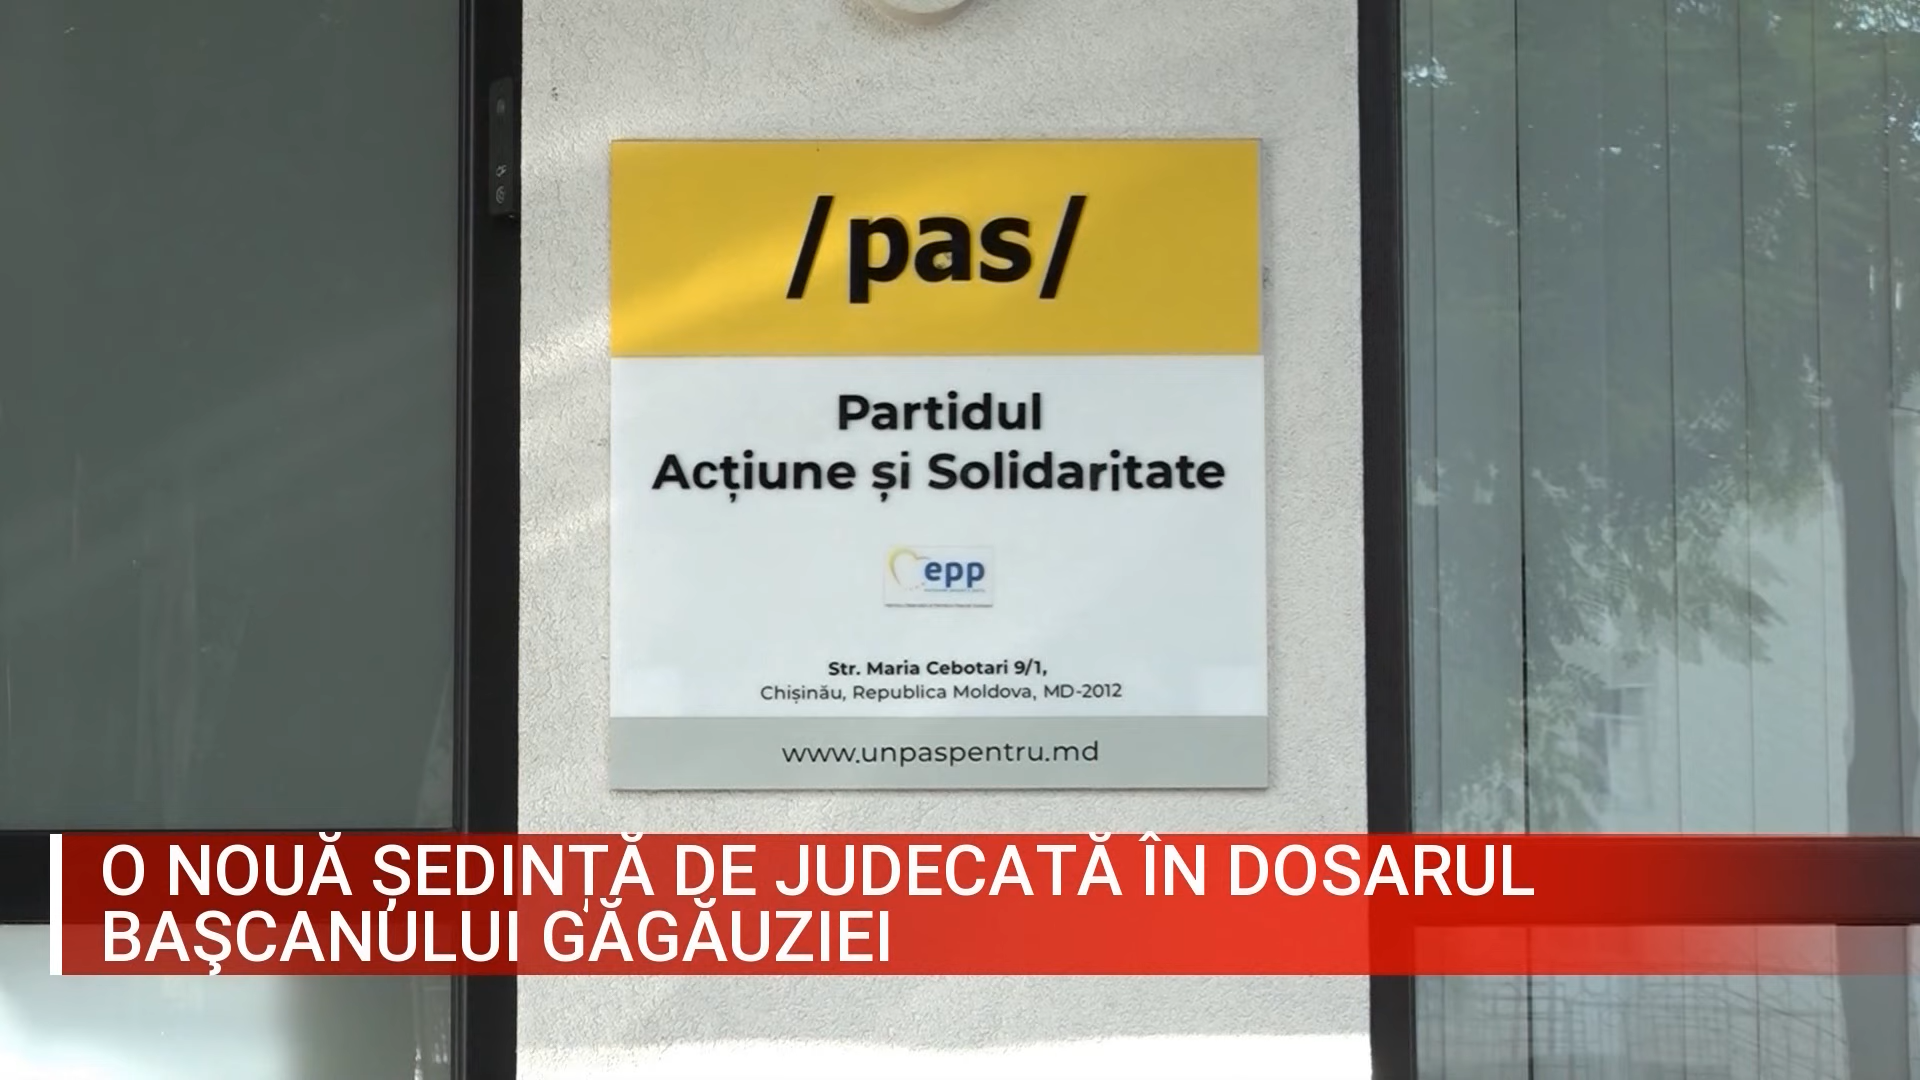 /pas/
Partidul
Acțiune și Solidaritate
epp
Str. Maria Cebotari 9/1,
Chișinău, Republica Moldova, MD-2012
www.unpaspentru.md
O NOUĂ ȘEDINȚĂ DE JUDECATĂ ÎN DOSARUL
BAŞCANULUI GĂGĂUZIEI